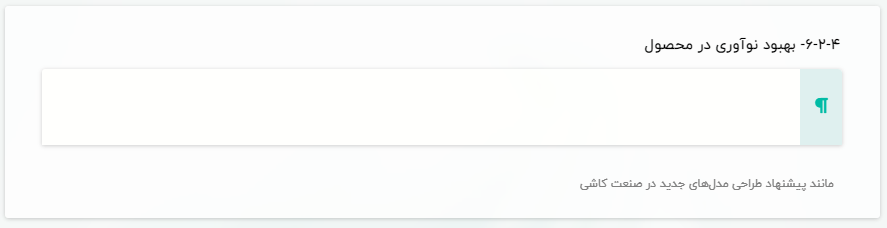 ۶-۲-۴- بهبود نوآوری در محصول
¶
مانند پیشنهاد طراحی مدل‌های جدید در صنعت کاشی